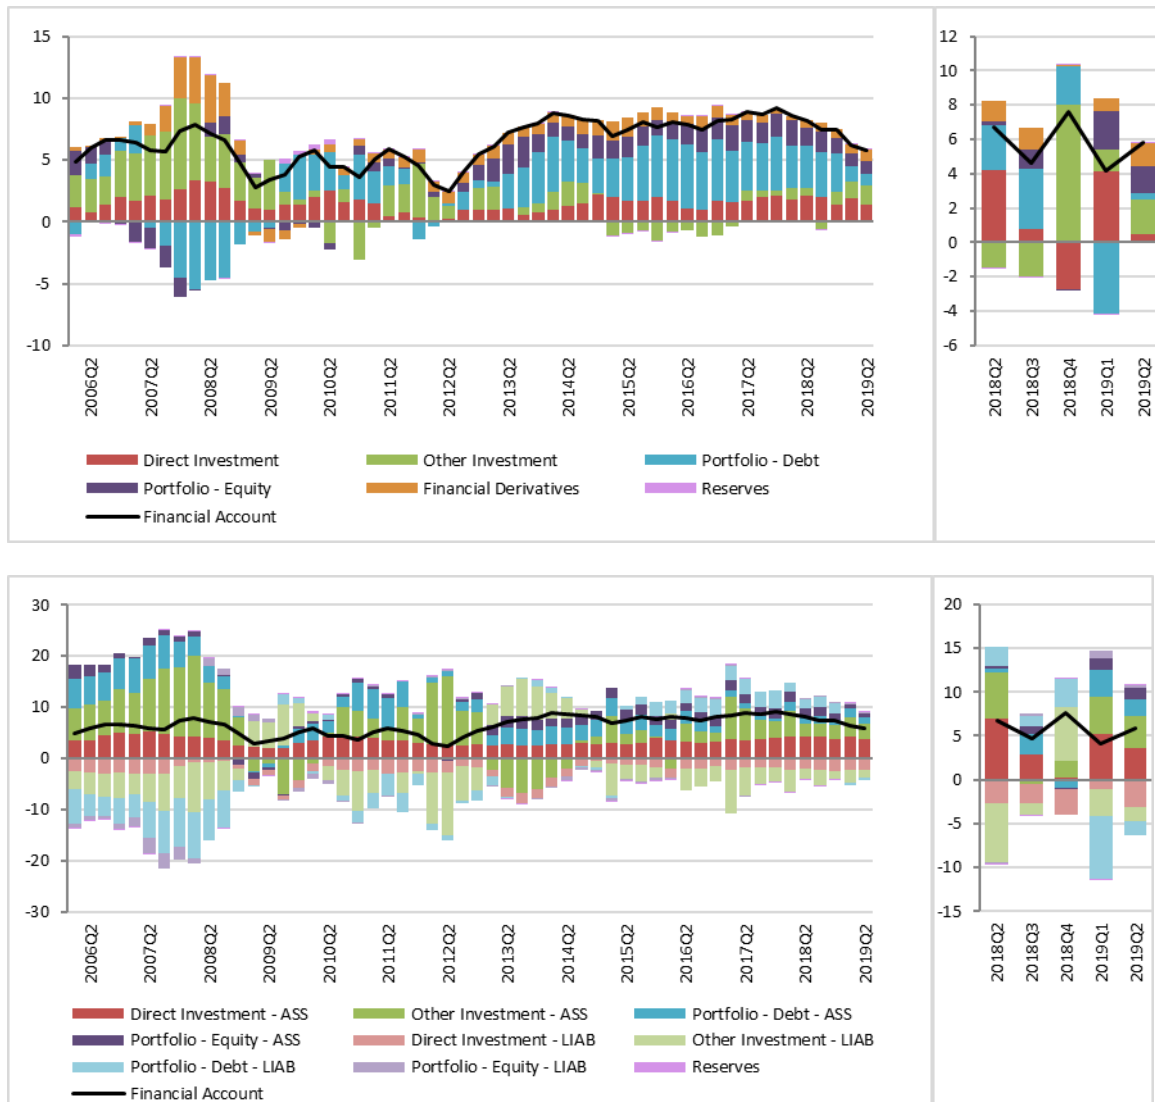 15
10
5
0
-5
-10
2006Q2 2007Q2 2008Q2 2009Q2 2010Q2 2011Q2 2012Q2 2013Q2 2014Q2 2015Q2 2016Q2 2017Q2 2018Q2 2019Q2
Direct Investment Other Investment Portfolio - Debt
Portfolio - Equity Financial Derivatives Reserves
Financial Account
12
10
8
6
4
2
0
-2
-4
-6
2018Q2 2018Q3 2018Q4 2019Q1 2019Q2
30
20
10
0
-10
-20
-30
2006Q2 2007Q2 2008Q2 2009Q2 2010Q2 2011Q2 2012Q2 2013Q2 2014Q2 2015Q2 2016Q2 2017Q2 2018Q2 2019Q2
Direct Investment - ASS Other Investment - ASS Portfolio - Debt - ASS
Portfolio - Equity - ASS Direct Investment - LIAB Other Investment - LIAB
Portfolio - Debt - LIAB Portfolio - Equity - LIAB Reserves
Financial Account
20
15
10
5
0
-5
-10
-15
2018Q2 2018Q3 2018Q4 2019Q1 2019Q2